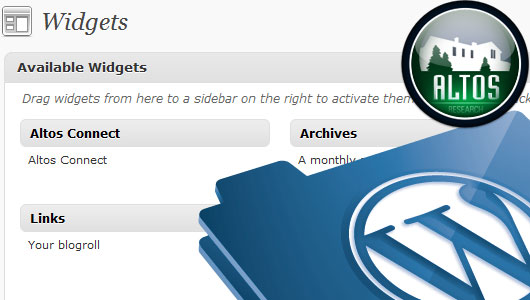 Widgets
Available Widgets
Drag widgets from here to a sidebar on the right to activate them
ALTOS
RESEARCH
Altos Connect
Archives
Altos Connect
A monthly
Links
Your blogroll
W